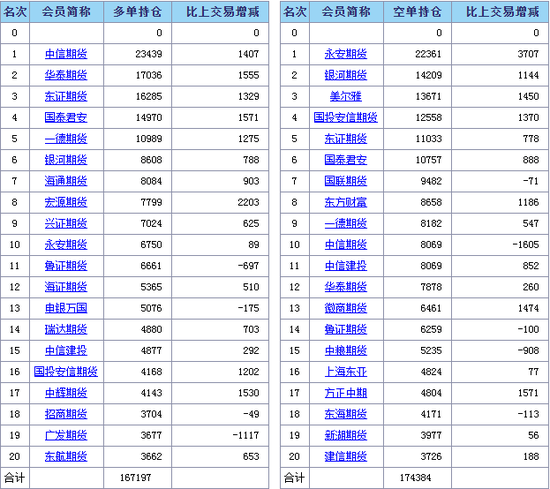 名次 会员简称 多单持仓 比上交易增减 名次 会员简称 空单持仓 比上交易增减
0 0 0 0 0 0
1 中信期货 23439 1407 1 永安期货 22361 3707
2 华泰期货 17036 1555 2 银河期货 14209 1144
3 东证期货 16285 1329 3 美尔雅 13671 1450
4 国泰君安 14970 1571 4 国投安信期货 12558 1370
5 一德期货 10989 1275 5 东证期货 11033 778
6 银河期货 8608 788 6 国泰君安 10757 888
7 海通期货 8084 903 7 国联期货 9482 -71
8 宏源期货 7799 2203 8 东方财富 8658 1186
9 兴证期货 7024 625 9 一德期货 8182 547
10 永安期货 6750 89 10 中信期货 8069 -1605
11 鲁证期货 6661 -697 11 中信建投 8069 852
12 海证期货 5365 510 12 华泰期货 7878 260
13 申银万国 5076 -175 13 徽商期货 6461 1474
14 瑞达期货 4880 703 14 鲁证期货 6259 -100
15 中信建投 4877 292 15 中粮期货 5235 -908
16 国投安信期货 4168 1202 16 上海东亚 4824 77
17 中辉期货 4143 1530 17 方正中期 4804 1571
18 招商期货 3704 -49 18 东海期货 4171 -113
19 广发期货 3677 -1117 19 新湖期货 3977 56
20 东航期货 3662 653 20 建信期货 3726 188
合计 167197 合计 174384